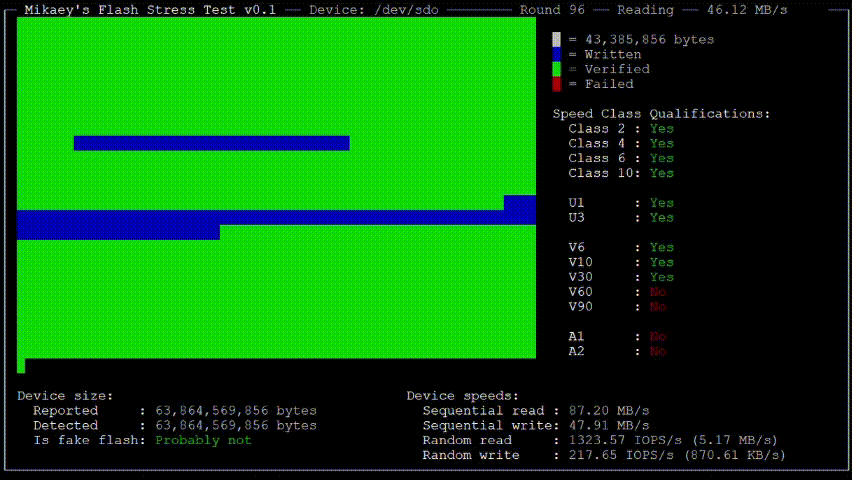 Mikaey's Flash Stress Test v0.1 Device: /dev/sdo Round 96 Reading 46.12 MB/s
= 43,385,856 bytes
= Written
= Verified
= Failed
Speed Class Qualifications:
Class 2 : Yes
Class 4 : Yes
Class 6 : Yes
Class 10: Yes
U1 : Yes
U3 : Yes
V6 : Yes
V10 : Yes
V30 : Yes
V60 : No
V90 : No
A1 : No
A2 : No
Device size:
Reported : 63,864,569,856 bytes
Detected : 63,864,569,856 bytes
Is fake flash: Probably not
Device speeds:
Sequential read : 87.20 MB/s
Sequential write: 47.91 MB/s
Random read : 1323.57 IOPS/s (5.17 MB/s)
Random write : 217.65 IOPS/s (870.61 KB/s)